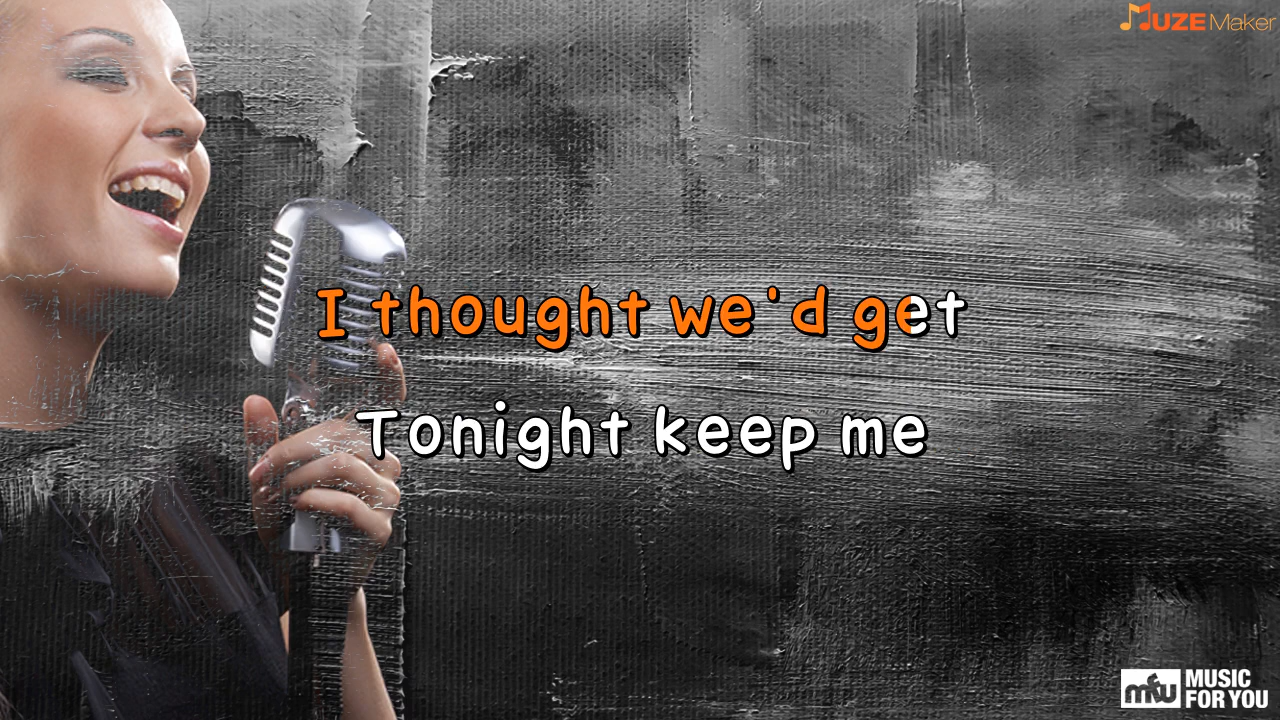 MUZE Maker
I thought we'd get
Tonight keep me
mfu MUSIC
FOR YOU